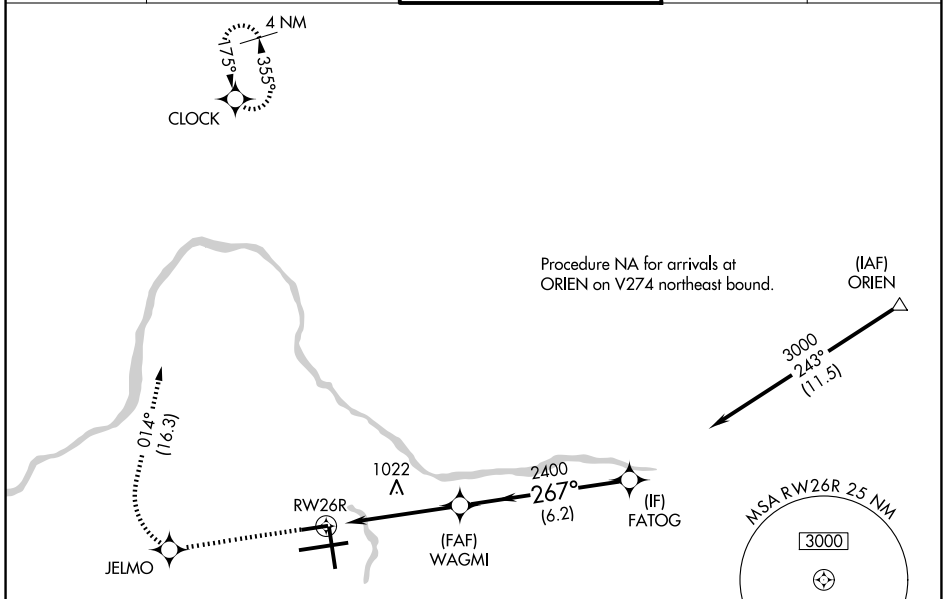 4 NM
175°
355°
CLOCK
Procedure NA for arrivals at
ORIEN on V274 northeast bound.
(IAF)
ORIEN
3000
243°
(11.5)
014°
(16.3)
1022
2400
267°
(6.2)
RW26R
(IF)
FATOG
(FAF)
WAGMI
JELMO
MSA RW26R 25 NM
3000